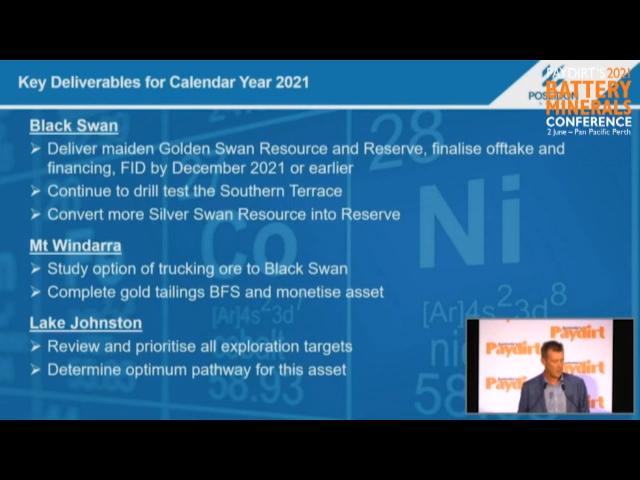 Key Deliverables for Calendar Year 2021
PAYDIRT'S 2021
BATTERY
MINERALS
CONFERENCE
2 June – Pan Pacific Perth
Black Swan
➢ Deliver maiden Golden Swan Resource and Reserve, finalise offtake and
financing, FID by December 2021 or earlier
➢ Continue to drill test the Southern Terrace
➢ Convert more Silver Swan Resource into Reserve
Mt Windarra
➢ Study option of trucking ore to Black Swan
➢ Complete gold tailings BFS and monetise asset
Lake Johnston
➢ Review and prioritise all exploration targets
➢ Determine optimum pathway for this asset
28
Co
Ni
[Ar]4s²3d⁷
[Ar]4s²3d⁸
58.93
Paydirt
Paydirt